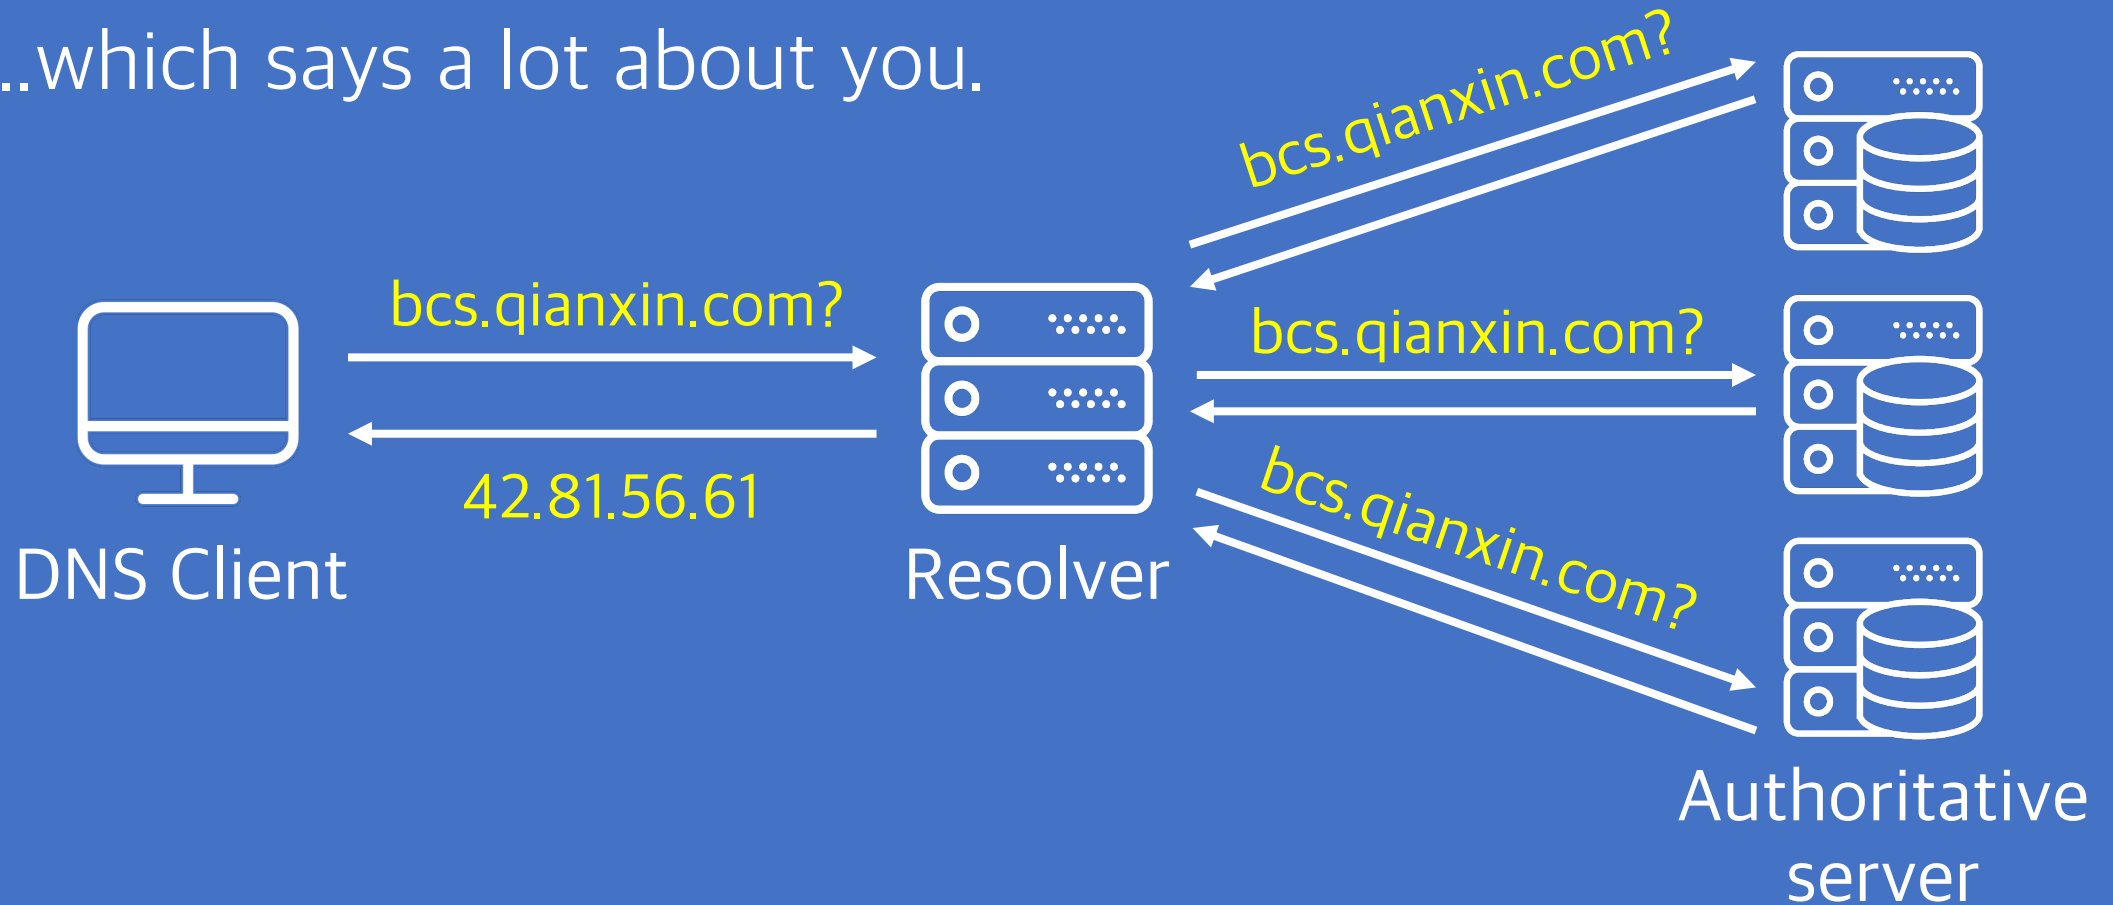 ..which says a lot about you.
bcs.qianxin.com?
bcs.qianxin.com?
bcs.qianxin.com?
bcs.qianxin.com?
42.81.56.61
DNS Client
Resolver
Authoritative
server